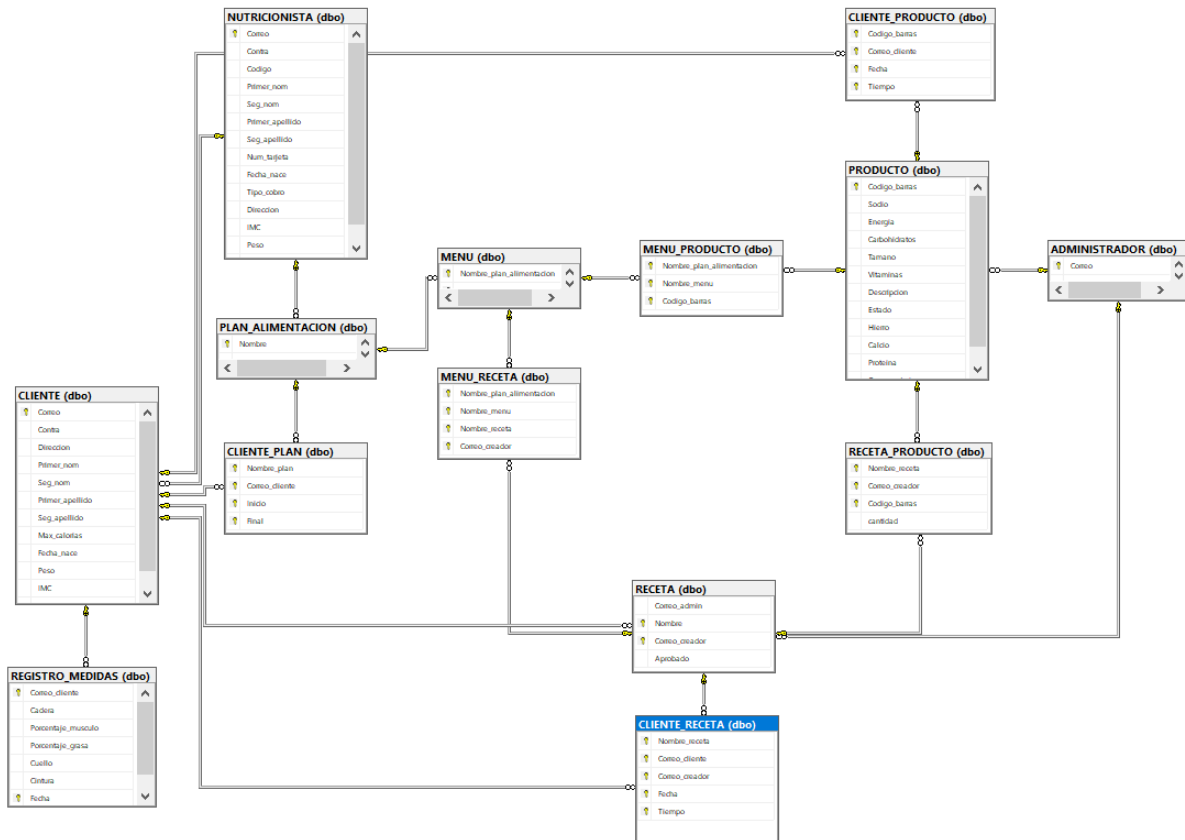 NUTRICIONISTA (dbo)
Correo
Contra
Codigo
Primer_nom
Seg_nom
Primer_apellido
Seg_apellido
Num_tarjeta
Fecha_nace
Tipo_cobro
Direccion
IMC
Peso
CLIENTE_PRODUCTO (dbo)
Codigo_barras
Correo_cliente
Fecha
Tiempo
PRODUCTO (dbo)
Codigo_barras
Sodio
Energia
Carbohidratos
Tamano
Vitaminas
Descripcion
Estado
Hierro
Calcio
Proteina
ADMINISTRADOR (dbo)
Correo
MENU (dbo)
Nombre_plan_alimentacion
MENU_PRODUCTO (dbo)
Nombre_plan_alimentacion
Nombre_menu
Codigo_barras
PLAN_ALIMENTACION (dbo)
Nombre
MENU_RECETA (dbo)
Nombre_plan_alimentacion
Nombre_menu
Nombre_receta
Correo_creador
CLIENTE (dbo)
Correo
Contra
Direccion
Primer_nom
Seg_nom
Primer_apellido
Seg_apellido
Max_calorias
Fecha_nace
Peso
IMC
CLIENTE_PLAN (dbo)
Nombre_plan
Correo_cliente
Inicio
Final
RECETA_PRODUCTO (dbo)
Nombre_receta
Correo_creador
Codigo_barras
cantidad
RECETA (dbo)
Correo_admin
Nombre
Correo_creador
Aprobado
REGISTRO_MEDIDAS (dbo)
Correo_cliente
Cadera
Porcentaje_musculo
Porcentaje_grasa
Cuello
Cintura
Fecha
CLIENTE_RECETA (dbo)
Nombre_receta
Correo_cliente
Correo_creador
Fecha
Tiempo